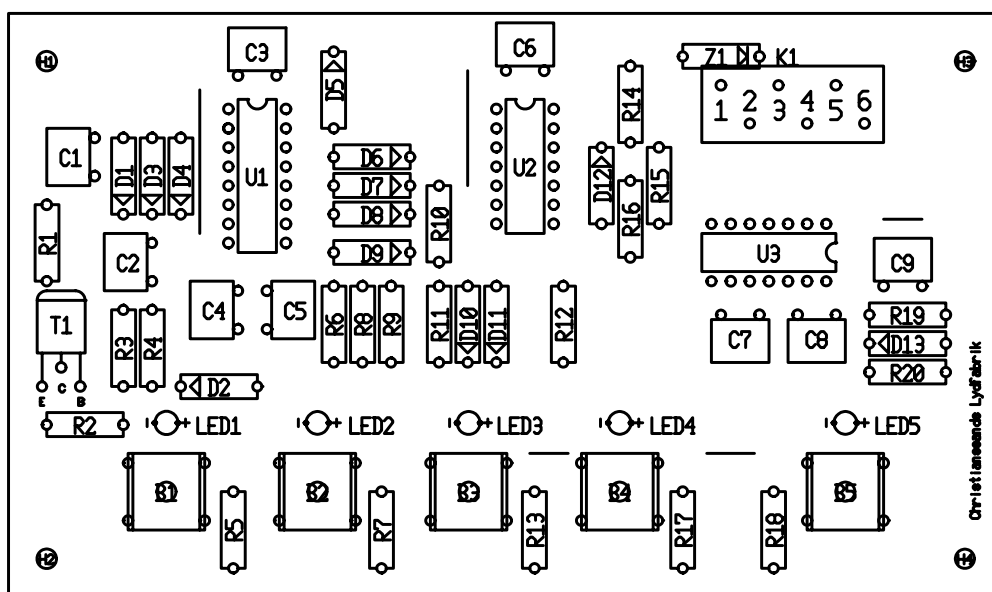 H1
C3
C6
Z1
K1
H3
D5
R14
1 2 3 4 5 6
C1
D1
D3
D4
U1
D6
D7
D8
D9
R10
U2
D12
R16
R15
R1
C2
U3
C9
T1
R3
R4
C4
C5
R6
R8
R9
R11
D10
D11
R12
C7
C8
R19
D13
R20
E C B
D2
R2
- + LED1
- + LED2
- + LED3
- + LED4
- + LED5
B1
B2
B3
B4
B5
R5
R7
R13
R17
R18
H2
Christianssands Lydfabrik